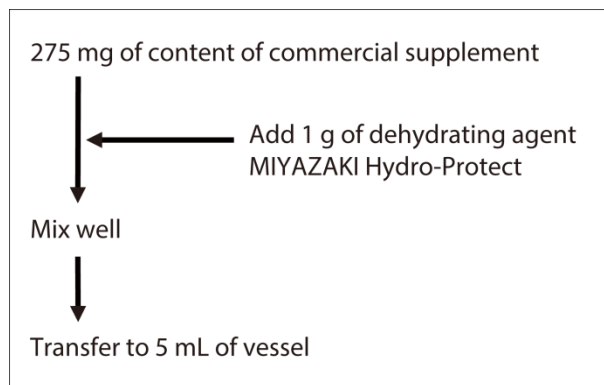 275 mg of content of commercial supplement
Add 1 g of dehydrating agent
MIYAZAKI Hydro-Protect
Mix well
Transfer to 5 mL of vessel